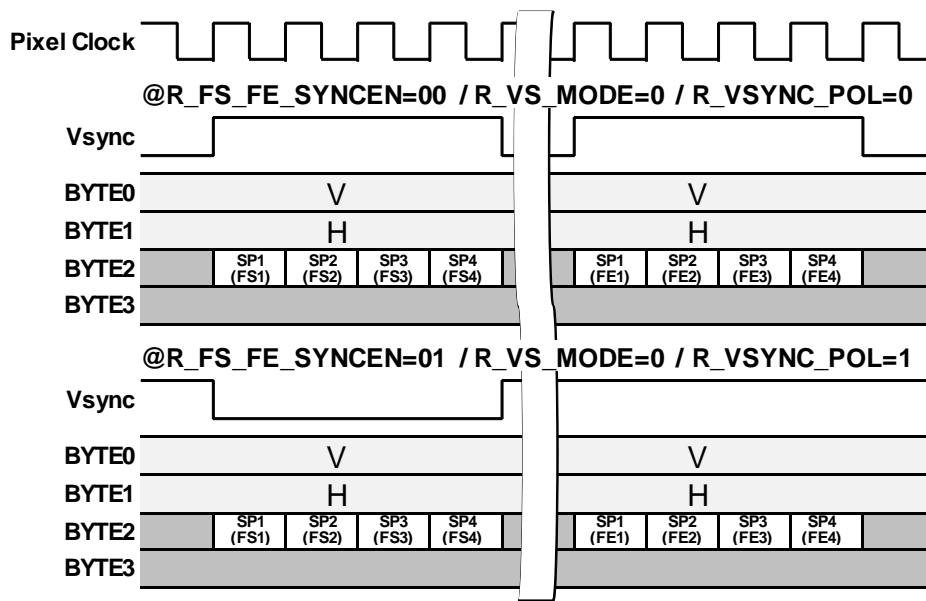 Pixel Clock
@R_FS_FE_SYNCEN=00 / R_VS_MODE=0 / R_VSYNC_POL=0
Vsync
BYTE0 V V
BYTE1 H H
BYTE2 SP1 (FS1) SP2 (FS2) SP3 (FS3) SP4 (FS4) SP1 (FE1) SP2 (FE2) SP3 (FE3) SP4 (FE4)
BYTE3
@R_FS_FE_SYNCEN=01 / R_VS_MODE=0 / R_VSYNC_POL=1
Vsync
BYTE0 V V
BYTE1 H H
BYTE2 SP1 (FS1) SP2 (FS2) SP3 (FS3) SP4 (FS4) SP1 (FE1) SP2 (FE2) SP3 (FE3) SP4 (FE4)
BYTE3